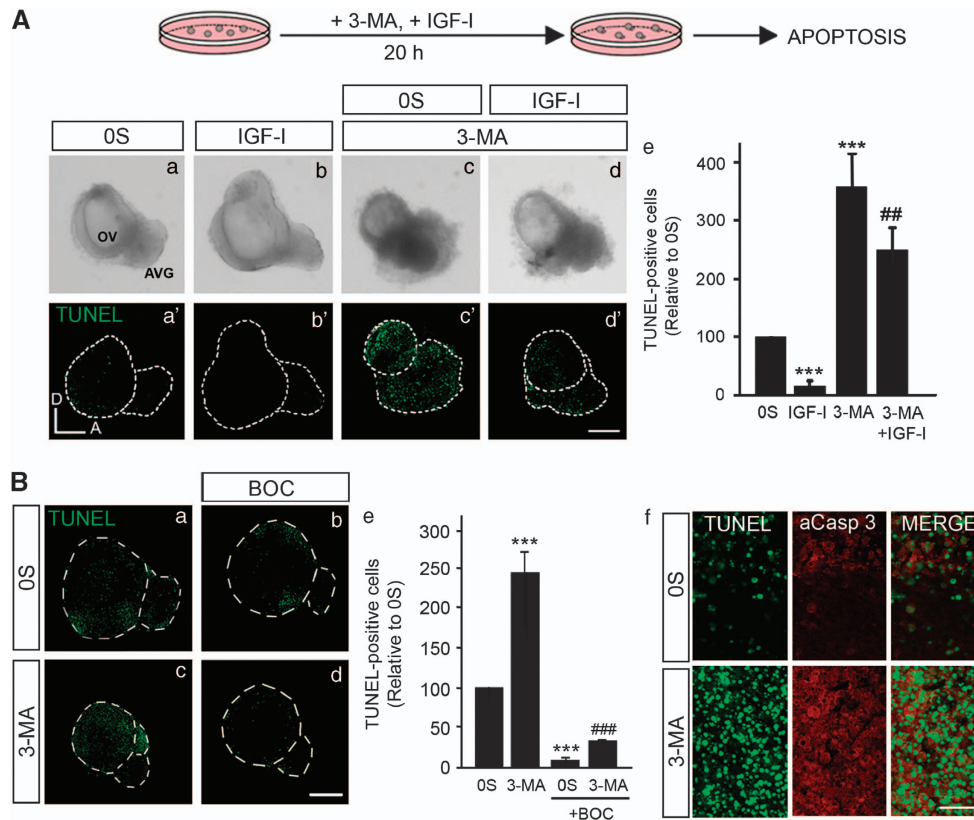 A
+ 3-MA, + IGF-I
20 h
APOPTOSIS
0S
IGF-I
0S
IGF-I
3-MA
a
b
c
d
OV
AVG
TUNEL
a'
b'
c'
d'
D
A
e
TUNEL-positive cells
(Relative to 0S)
400
300
200
100
0
***
***
##
0S
IGF-I
3-MA
3-MA
+IGF-I
B
BOC
0S
3-MA
TUNEL
a
b
c
d
e
TUNEL-positive cells
(Relative to 0S)
300
250
200
150
100
50
0
***
***
###
0S
3-MA
0S
3-MA
+BOC
f
TUNEL
aCasp 3
MERGE
0S
3-MA